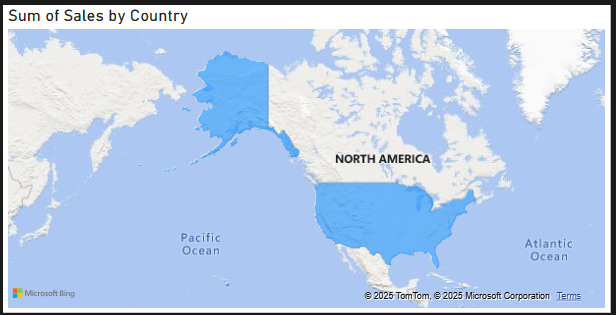 Sum of Sales by Country
NORTH AMERICA
Pacific
Ocean
Atlantic
Ocean
Microsoft Bing
© 2025 TomTom, © 2025 Microsoft Corporation Terms